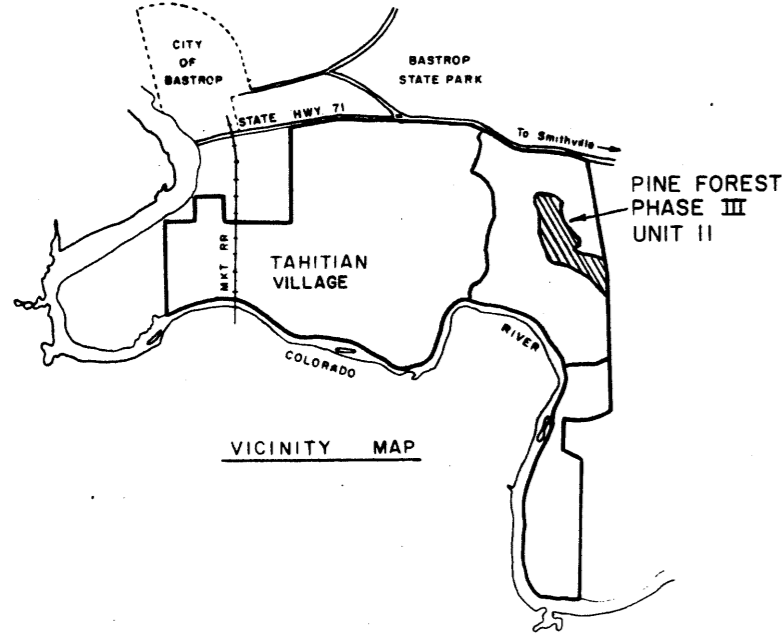 CITY
OF
BASTROP
BASTROP
STATE PARK
STATE HWY 71
To Smithville
PINE FOREST
PHASE III
UNIT 11
MKT RR
TAHITIAN
VILLAGE
COLORADO
RIVER
VICINITY MAP